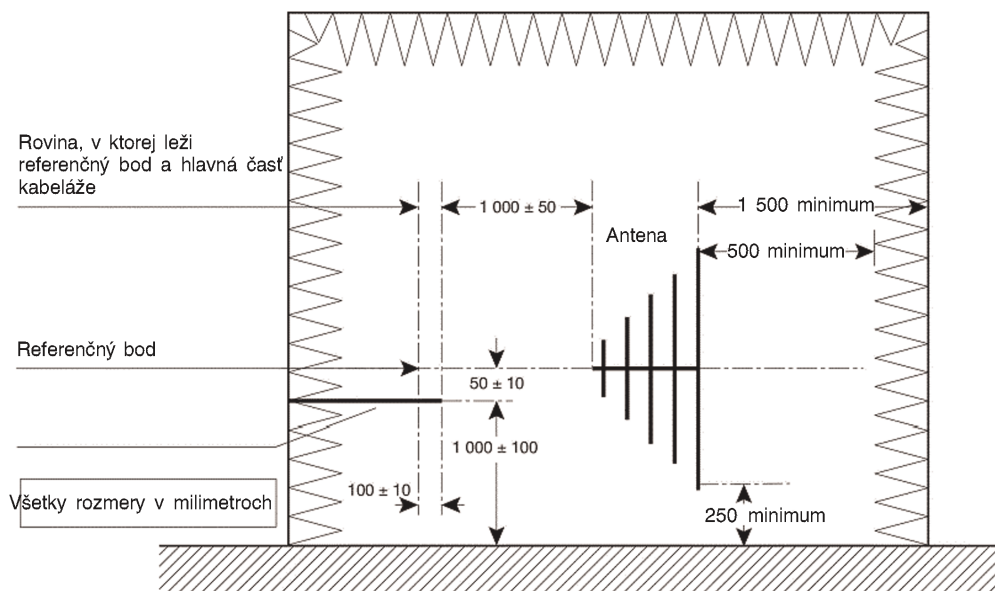 Rovina, v ktorej leži
referenčný bod a hlavná časť
kabeláže
1 000 ± 50
1 500 minimum
Antena
500 minimum
Referenčný bod
50 ± 10
1 000 ± 100
100 ± 10
Všetky rozmery v milimetroch
250 minimum